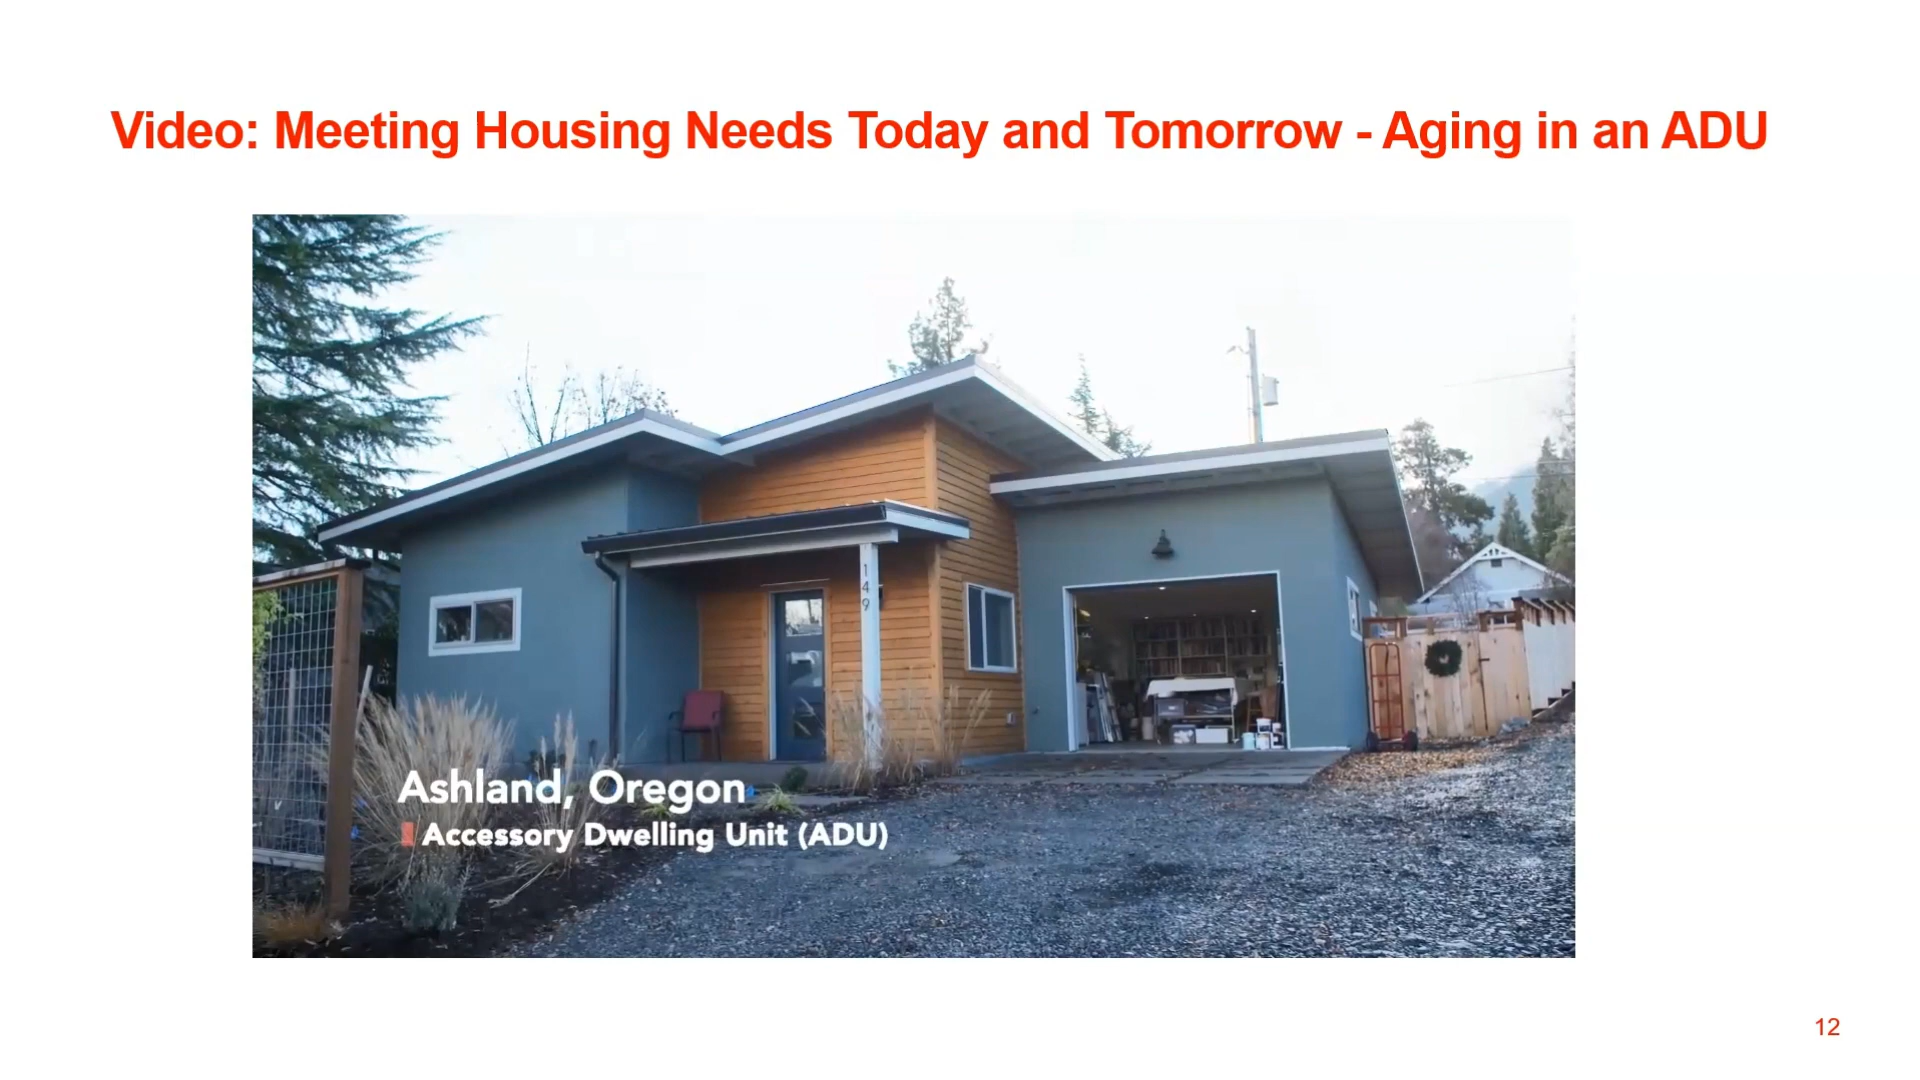 Video: Meeting Housing Needs Today and Tomorrow - Aging in an ADU
149
Ashland, Oregon
Accessory Dwelling Unit (ADU)
12